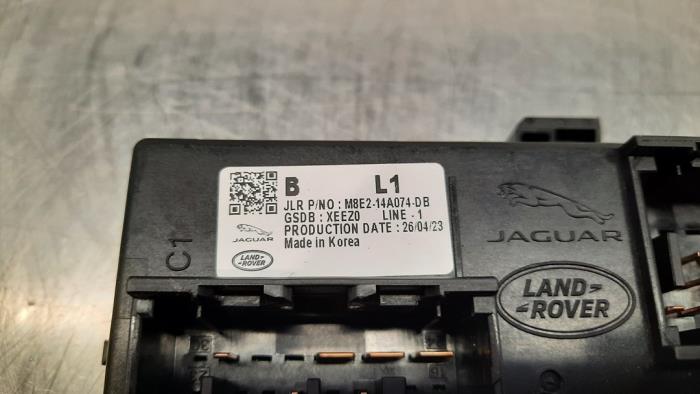 B L1
JLR P/NO : M8E2-14A074-DB
GSDB : XEEZ0 LINE - 1
PRODUCTION DATE : 26/04/23
JAGUAR Made in Korea
LAND-
-ROVER
C1
JAGUAR
LAND-
-ROVER